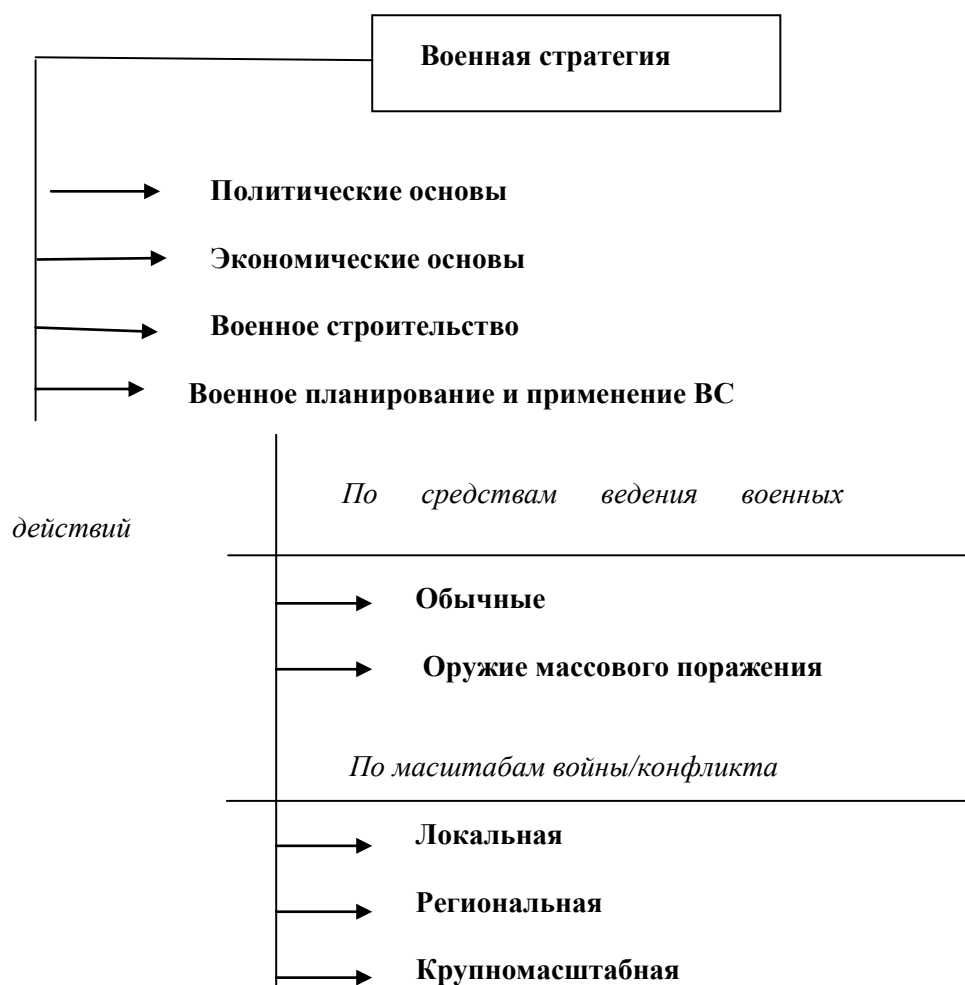 Военная стратегия
Политические основы
Экономические основы
Военное строительство
Военное планирование и применение ВС
По средствам ведения военных
действий
Обычные
Оружие массового поражения
По масштабам войны/конфликта
Локальная
Региональная
Крупномасштабная